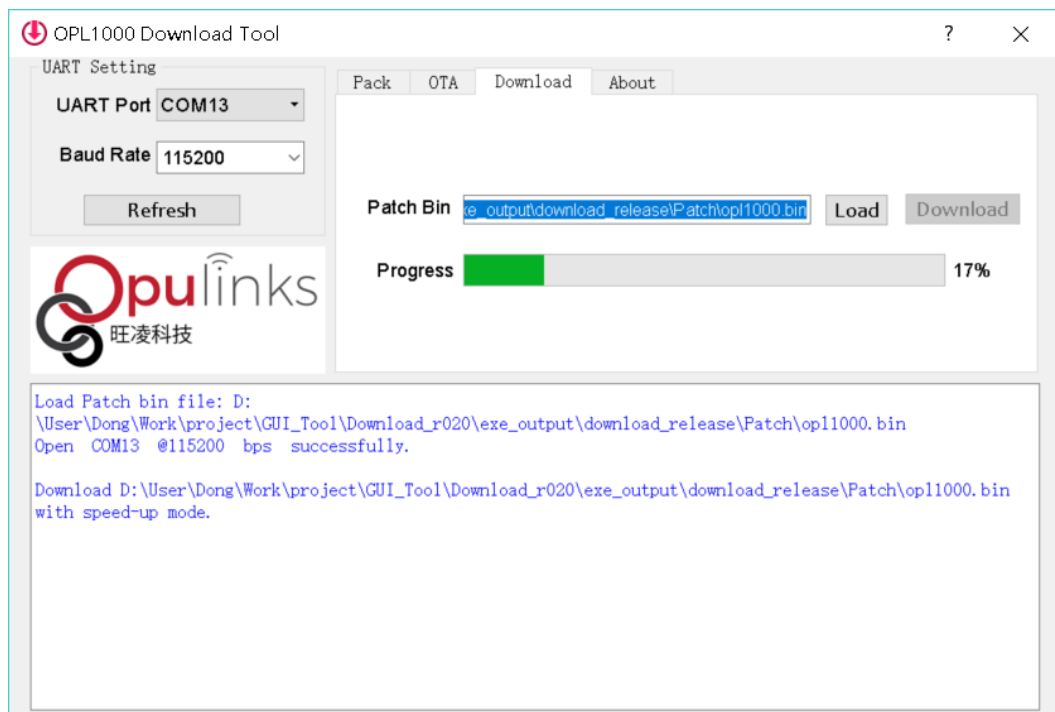 OPL1000 Download Tool
?
UART Setting
UART Port COM13
Baud Rate 115200
Refresh
Opulinks
旺凌科技
Pack OTA Download About
Patch Bin xe_output\download_release\Patch\opl1000.bin Load Download
Progress 17%
Load Patch bin file: D:
\User\Dong\Work\project\GUI_Tool\Download_r020\exe_output\download_release\Patch\opl1000.bin
Open COM13 @115200 bps successfully.
Download D:\User\Dong\Work\project\GUI_Tool\Download_r020\exe_output\download_release\Patch\opl1000.bin
with speed-up mode.